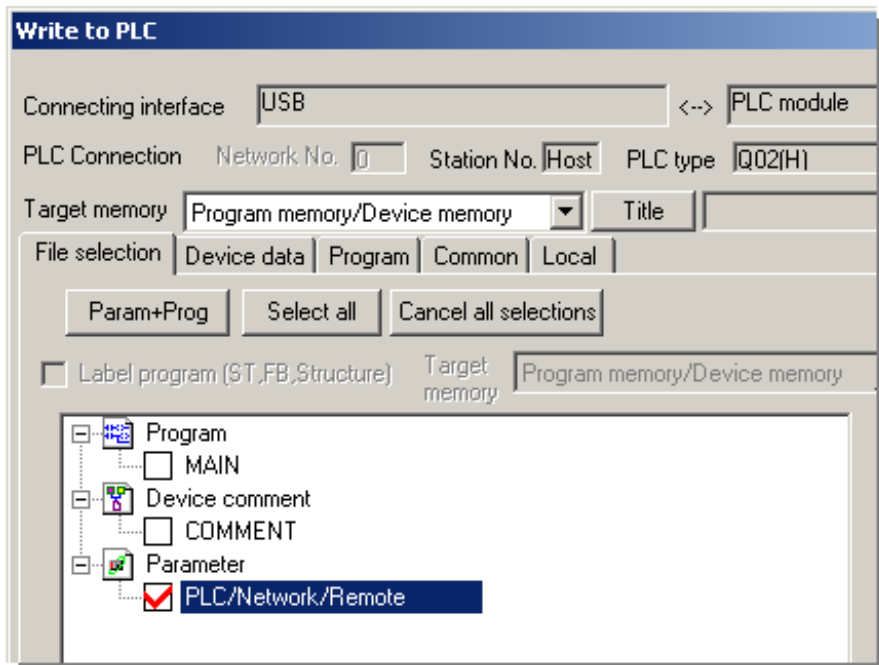 Write to PLC
Connecting interface USB <--> PLC module
PLC Connection Network No. 0 Station No. Host PLC type Q02(H)
Target memory Program memory/Device memory Title
File selection Device data Program Common Local
Param+Prog Select all Cancel all selections
Label program (ST,FB,Structure) Target memory Program memory/Device memory
Program
MAIN
Device comment
COMMENT
Parameter
PLC/Network/Remote